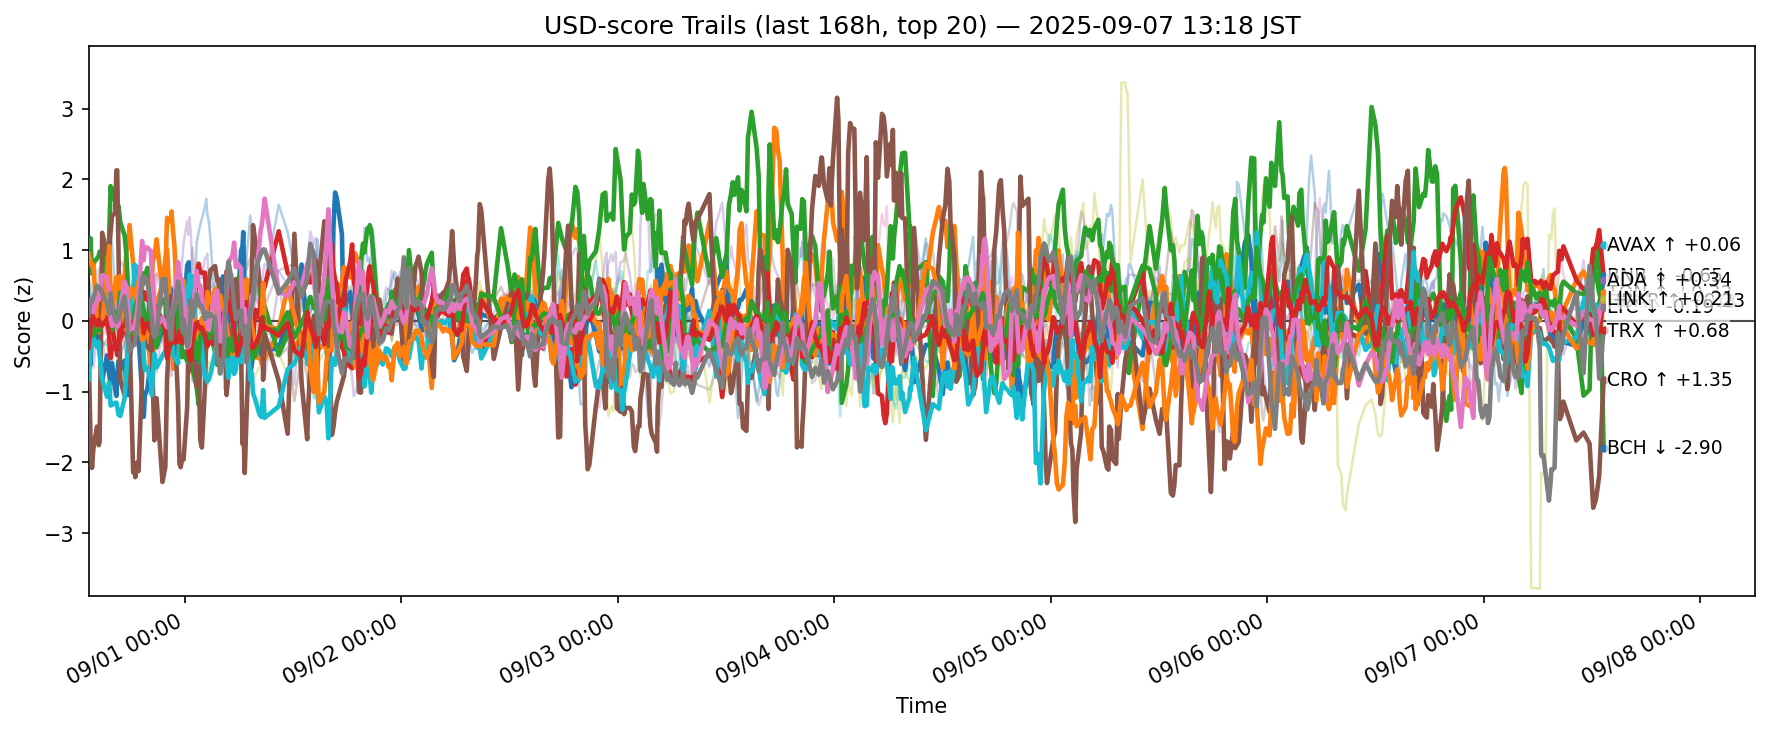 USD-score Trails (last 168h, top 20) — 2025-09-07 13:18 JST
Score (z)
3
2
1
0
−1
−2
−3
AVAX ↑ +0.06
ADA ↑ +0.34
LINK ↑ +0.21
LTC ↓ -0.19
TRX ↑ +0.68
CRO ↑ +1.35
BCH ↓ -2.90
09/01 00:00
09/02 00:00
09/03 00:00
09/04 00:00
09/05 00:00
09/06 00:00
09/07 00:00
09/08 00:00
Time